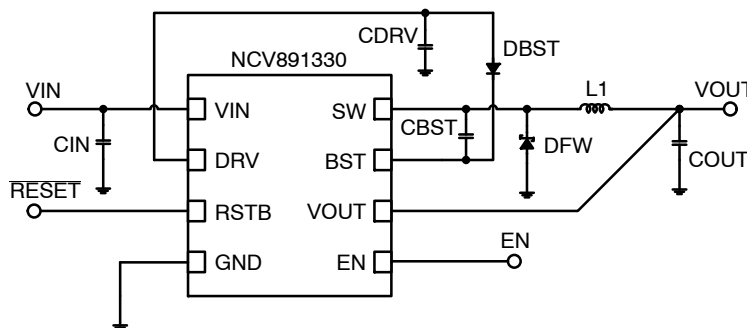 CDRV
DBST
NCV891330
VIN
L1
VOUT
VIN
SW
CIN
CBST
DFW
COUT
DRV
BST
RESET
RSTB
VOUT
EN
GND
EN